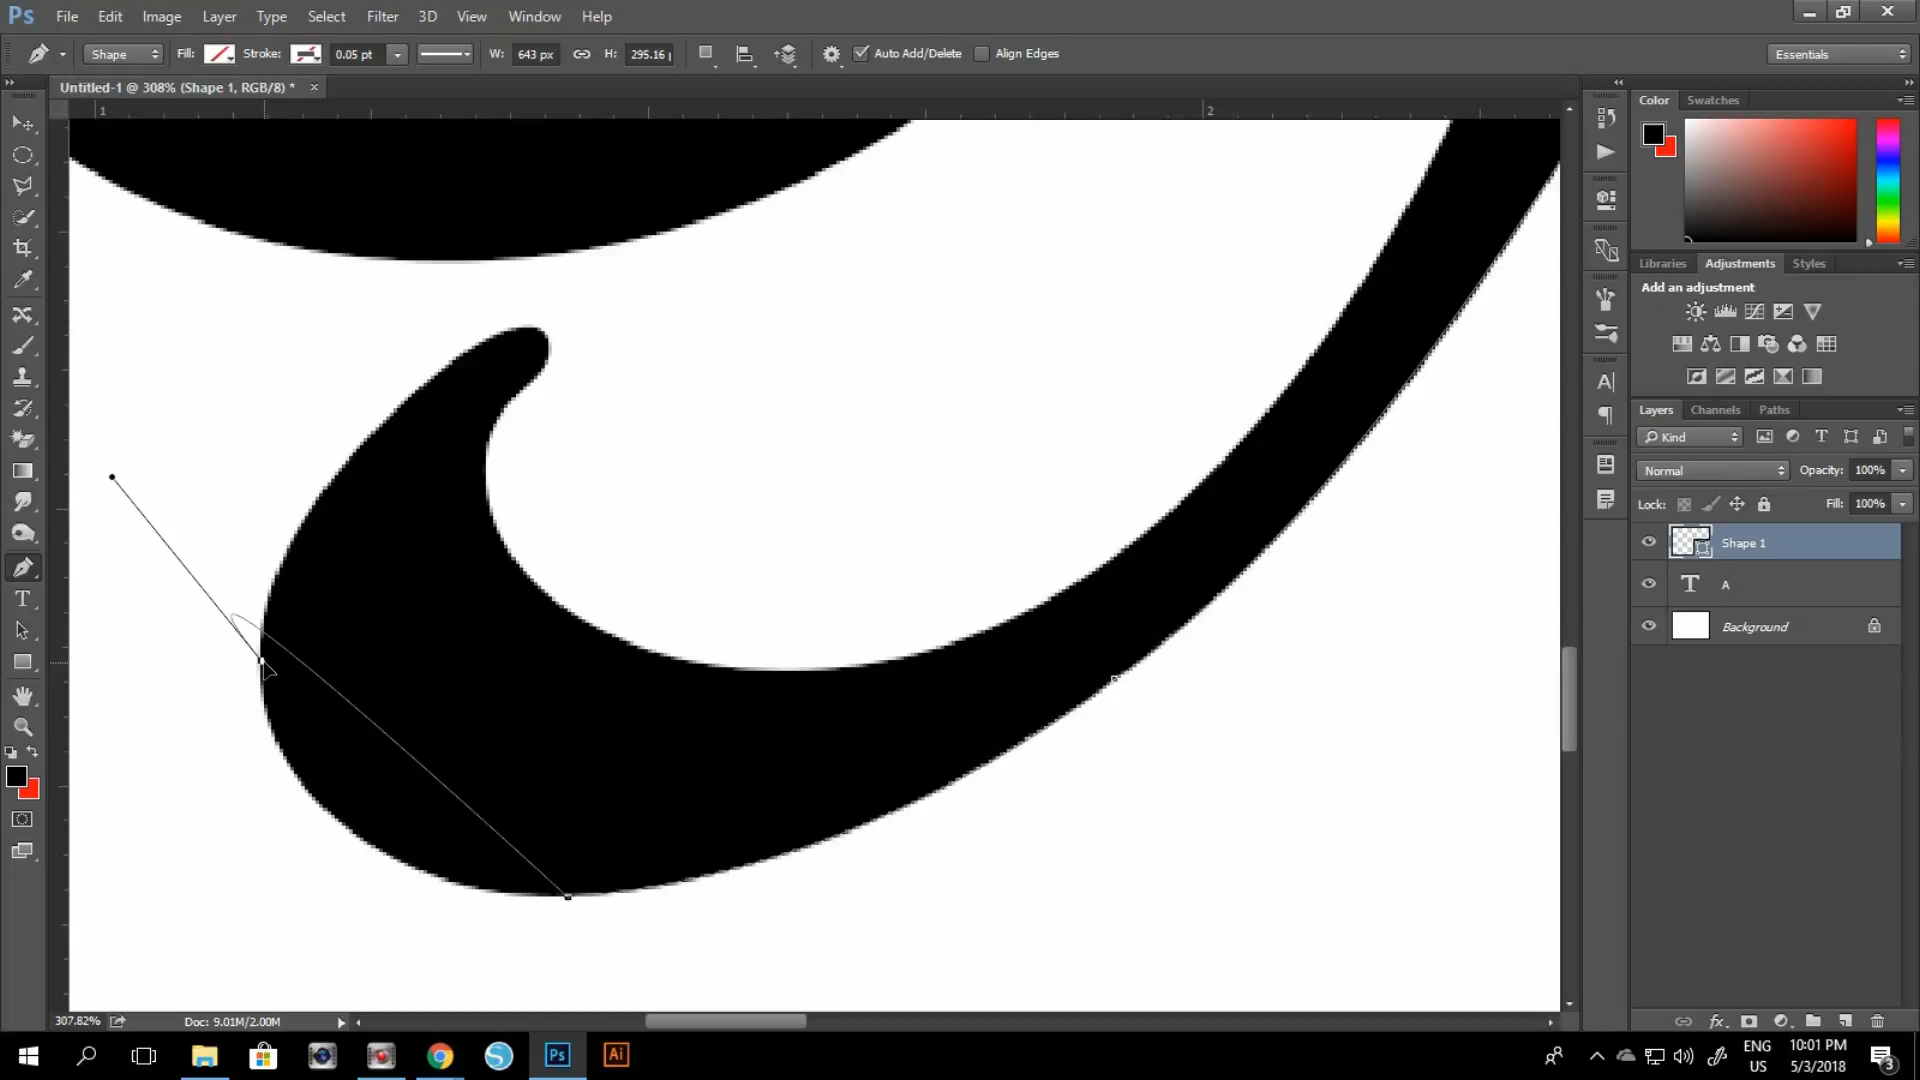 Ps File Edit Image Layer Type Select Filter 3D View Window Help
Shape Fill: Stroke: 0.05 pt W: 643 px H: 295.16 Auto Add/Delete Align Edges Essentials
Untitled-1 @ 308% (Shape 1, RGB/8) *
1 2
Color Swatches
Libraries Adjustments Styles
Add an adjustment
Layers Channels Paths
Kind
Normal Opacity: 100%
Lock: Fill: 100%
Shape 1
A
Background
307.82% Doc: 9.01M/2.00M
Ps Ai ENG US 10:01 PM 5/3/2018 3